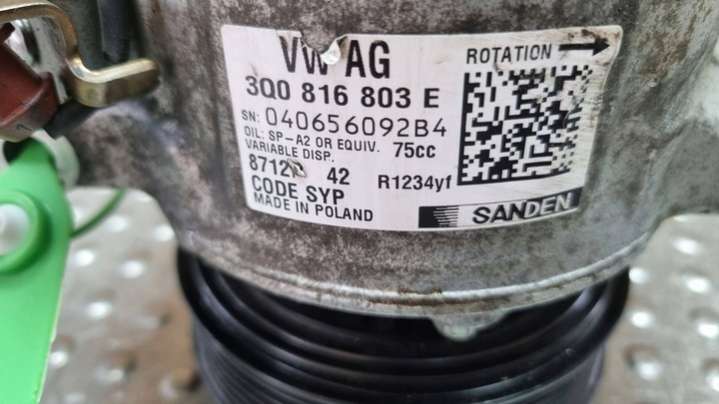 VW AG
ROTATION
3Q0 816 803 E
SN: 040656092B4
OIL: SP-A2 OR EQUIV. 75cc
VARIABLE DISP.
42 R1234yf
CODE SYP
MADE IN POLAND
SANDEN